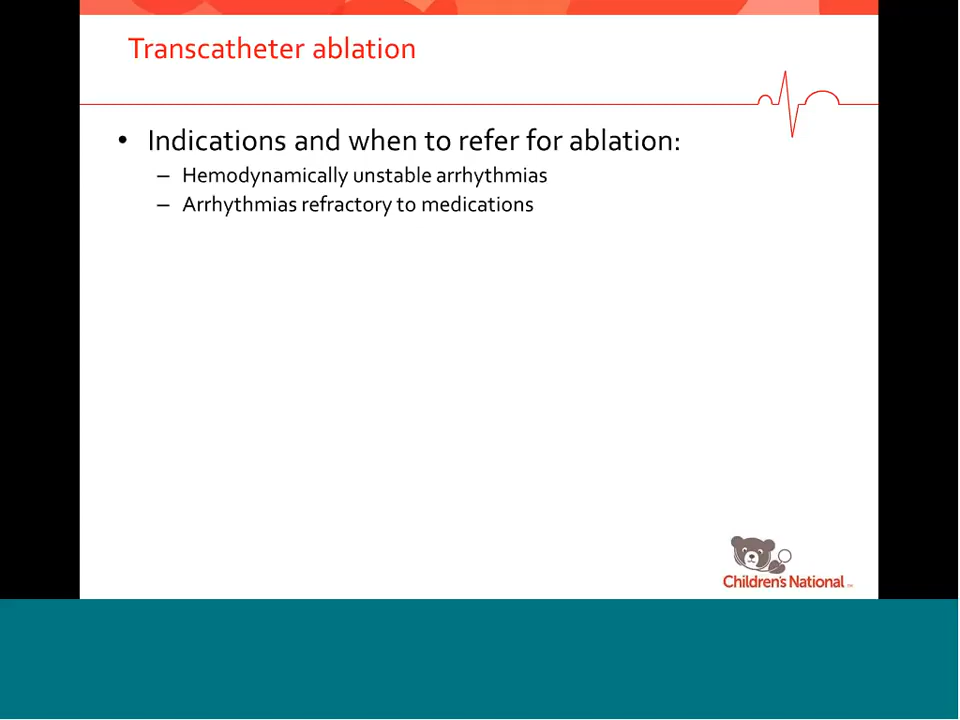 Transcatheter ablation
• Indications and when to refer for ablation:
– Hemodynamically unstable arrhythmias
– Arrhythmias refractory to medications
Children's National